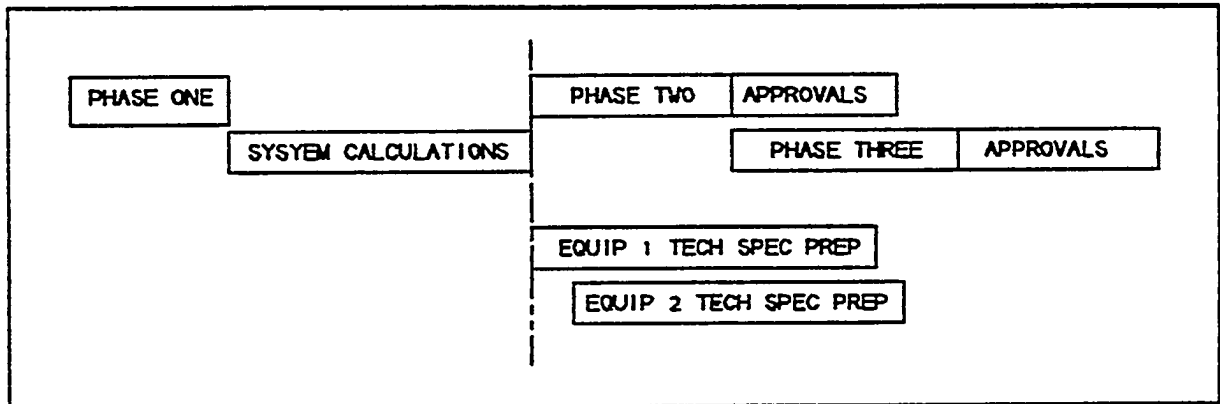 PHASE ONE
PHASE TWO
APPROVALS
SYSYEM CALCULATIONS
PHASE THREE
APPROVALS
EQUIP 1 TECH SPEC PREP
EQUIP 2 TECH SPEC PREP